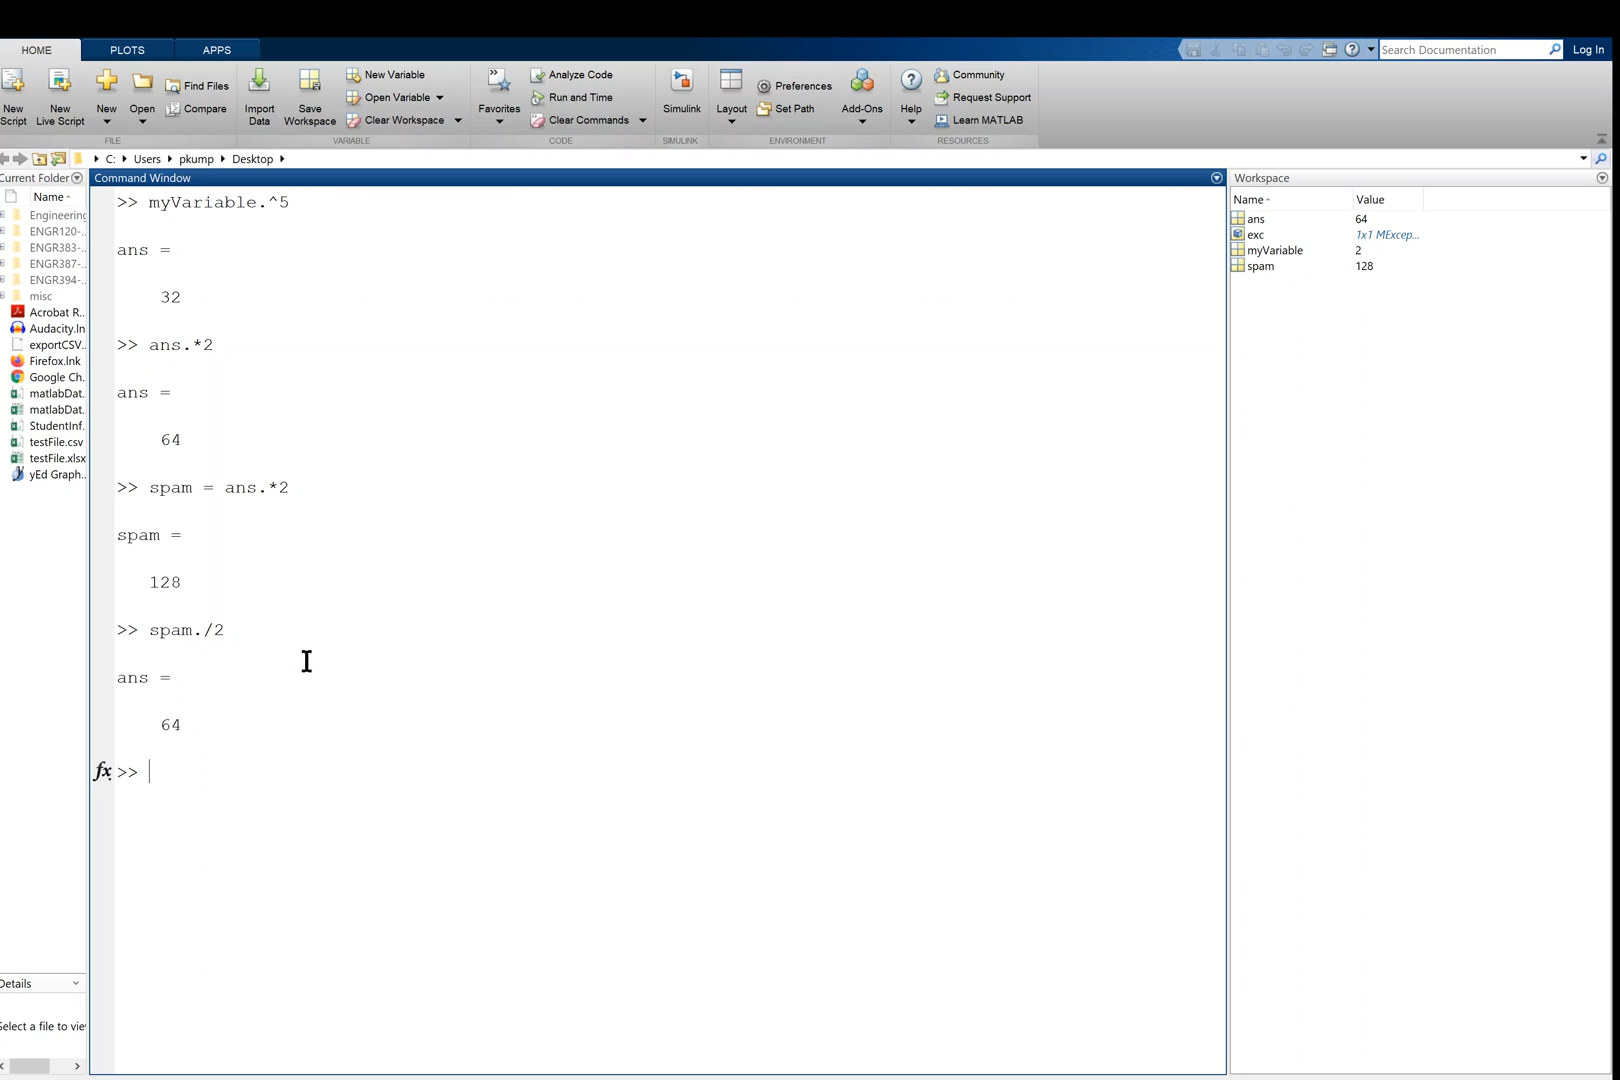 HOME PLOTS APPS Search Documentation Log In
New Script
New Live Script
New
Open
Find Files
Compare
Import Data
Save Workspace
New Variable
Open Variable
Clear Workspace
Favorites
Analyze Code
Run and Time
Clear Commands
Simulink
Layout
Preferences
Set Path
Add-Ons
Help
Community
Request Support
Learn MATLAB
FILE VARIABLE CODE SIMULINK ENVIRONMENT RESOURCES
C: Users pkump Desktop
Current Folder
Name
Engineering
ENGR120-..
ENGR383-..
ENGR387-..
ENGR394-..
misc
Acrobat R..
Audacity.ln
exportCSV..
Firefox.lnk
Google Ch..
matlabDat..
matlabDat..
StudentInf..
testFile.csv
testFile.xlsx
yEd Graph..
Details
Select a file to vie
Command Window
>> myVariable.^5
ans =
32
>> ans.*2
ans =
64
>> spam = ans.*2
spam =
128
>> spam./2
ans =
64
fx >>
Workspace
Name Value
ans 64
exc 1x1 MExcep...
myVariable 2
spam 128